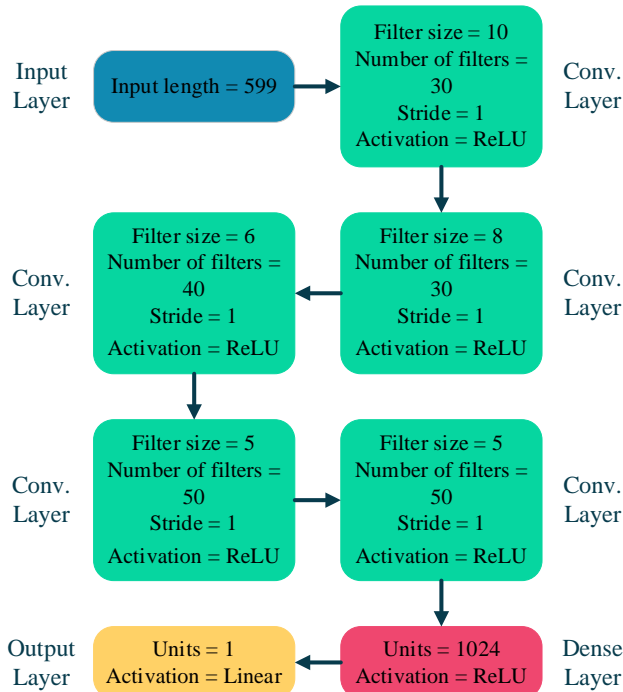 Input
Layer
Input length = 599
Filter size = 10
Number of filters =
30
Stride = 1
Activation = ReLU
Conv.
Layer
Conv.
Layer
Filter size = 6
Number of filters =
40
Stride = 1
Activation = ReLU
Filter size = 8
Number of filters =
30
Stride = 1
Activation = ReLU
Conv.
Layer
Conv.
Layer
Filter size = 5
Number of filters =
50
Stride = 1
Activation = ReLU
Filter size = 5
Number of filters =
50
Stride = 1
Activation = ReLU
Conv.
Layer
Output
Layer
Units = 1
Activation = Linear
Units = 1024
Activation = ReLU
Dense
Layer